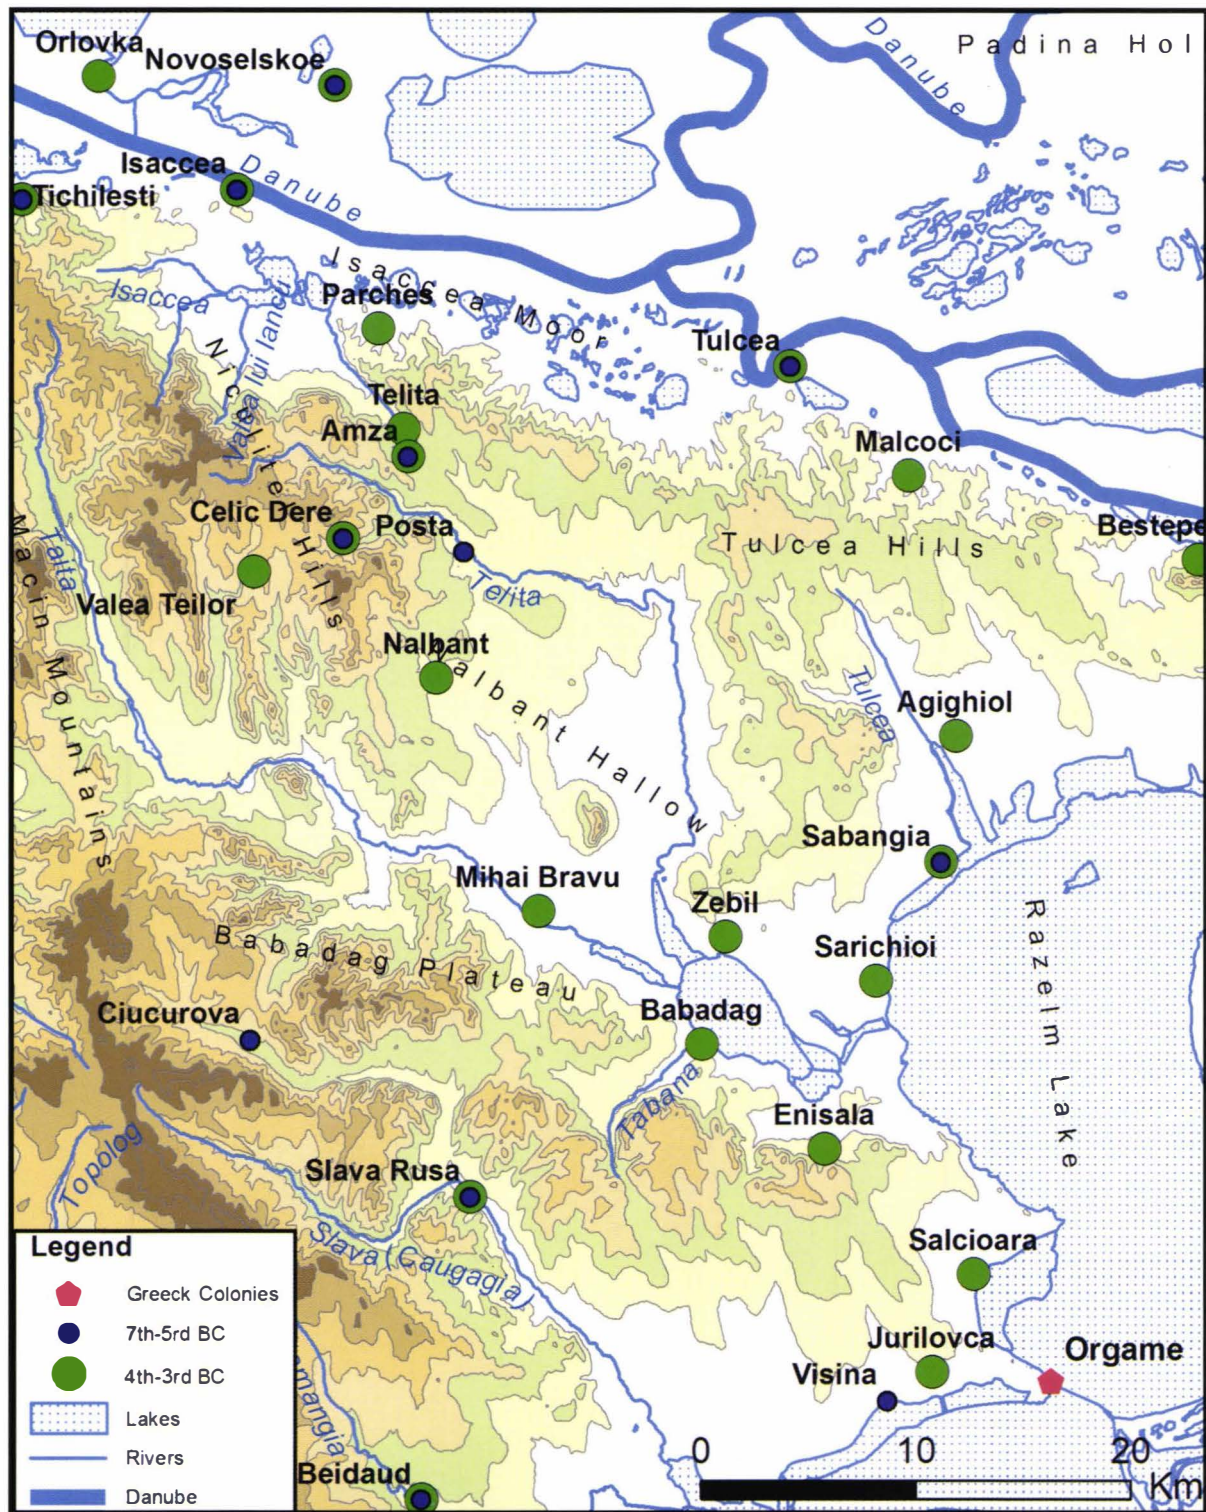 Orlovka
Novoselskoe
Danube
Padina Hol
Isaccea
Danube
Tichilesti
Isaccea Moor
Isaccea
Parches
Valea lui Iancu
Tulcea
Niculitel Hills
Telita
Amza
Malcoci
Celic Dere
Posta
Bestepe
Macin Mountains
Taita
Tulcea Hills
Telita
Valea Teilor
Nalbant
Nalbant Hallow
Tulcea
Agighiol
Sabangia
Mihai Bravu
Zebil
Razelm Lake
Babadag Plateau
Sarichioi
Ciucurova
Babadag
Tabana
Enisala
Topolog
Slava Rusa
Slava (Caugagia)
Salcioara
Jurilovca
Orgame
Visina
mangia
Beidaud
Legend
Greeck Colonies
7th-5rd BC
4th-3rd BC
Lakes
Rivers
Danube
0 10 20
Km